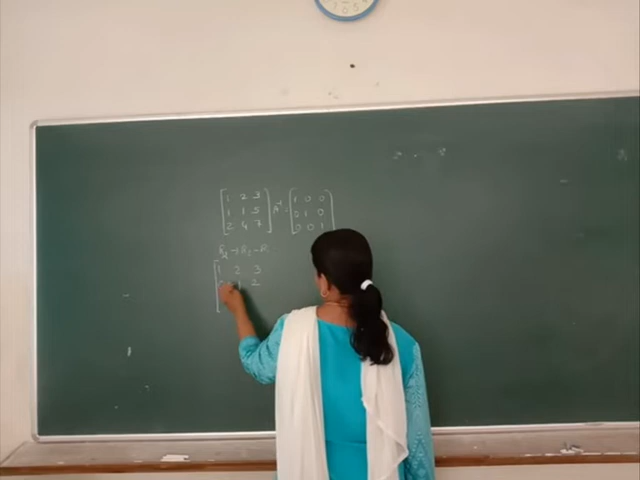 [1 2 3] A⁻¹ = [1 0 0]
[1 1 5] [0 1 0]
[2 4 7] [0 0 1]
R₂ → R₂ - R₁
[1 2 3
2